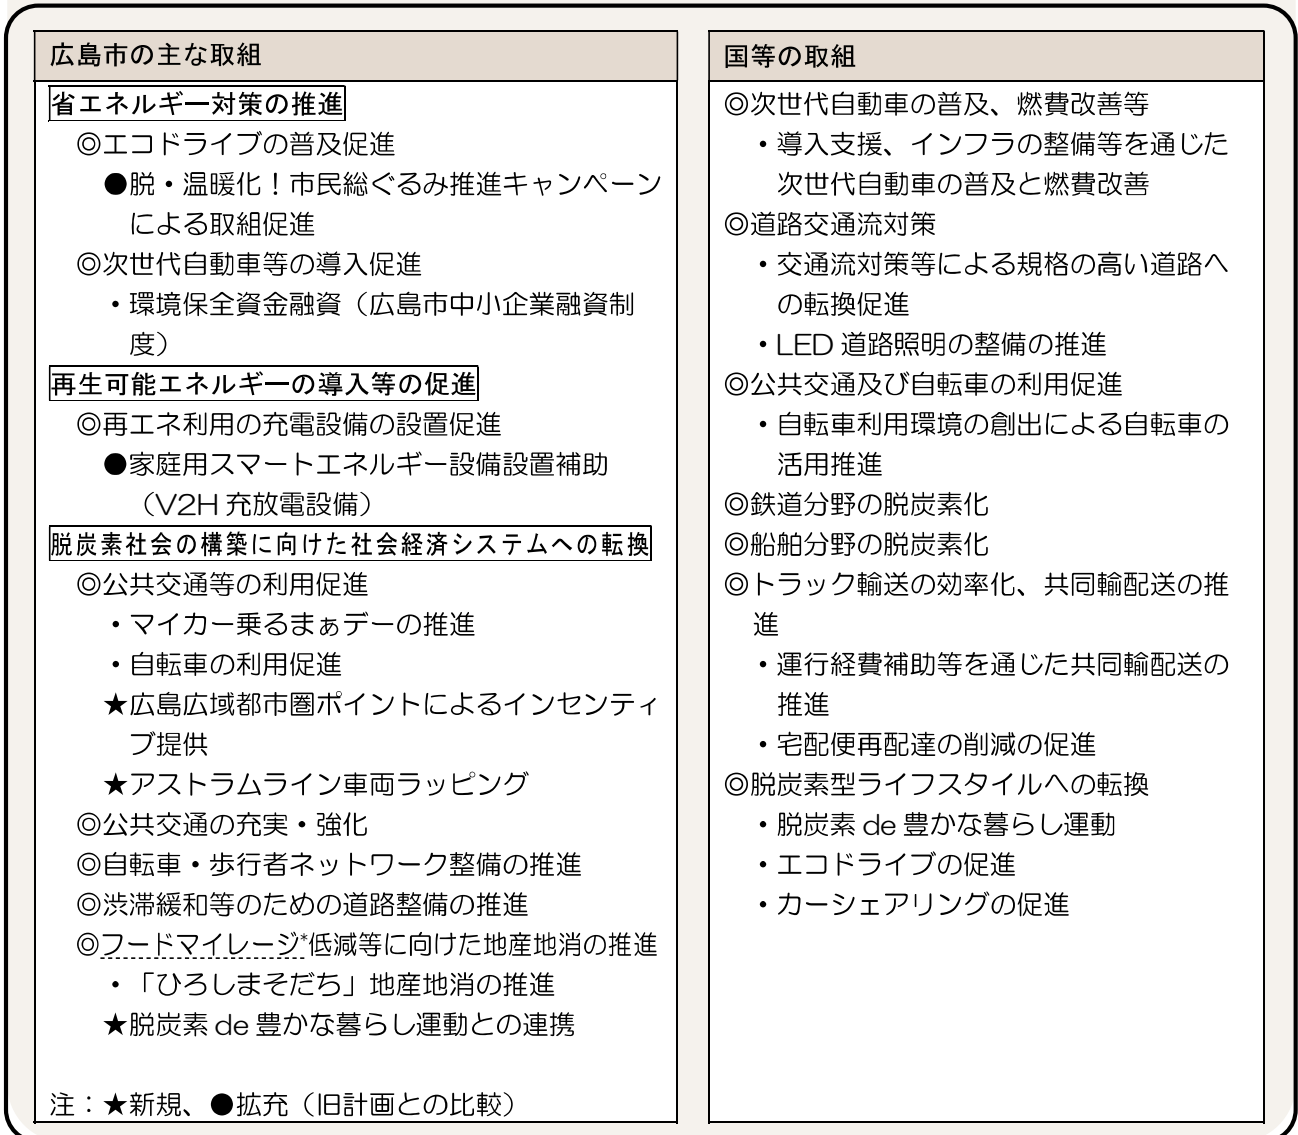 広島市の主な取組
省エネルギー対策の推進
◎エコドライブの普及促進
●脱・温暖化！市民総ぐるみ推進キャンペーン
による取組促進
◎次世代自動車等の導入促進
・環境保全資金融資（広島市中小企業融資制
度）
再生可能エネルギーの導入等の促進
◎再エネ利用の充電設備の設置促進
●家庭用スマートエネルギー設備設置補助
（V2H 充放電設備）
脱炭素社会の構築に向けた社会経済システムへの転換
◎公共交通等の利用促進
・マイカー乗るまぁデーの推進
・自転車の利用促進
★広島広域都市圏ポイントによるインセンティ
ブ提供
★アストラムライン車両ラッピング
◎公共交通の充実・強化
◎自転車・歩行者ネットワーク整備の推進
◎渋滞緩和等のための道路整備の推進
◎フードマイレージ*低減等に向けた地産地消の推進
・「ひろしまそだち」地産地消の推進
★脱炭素 de 豊かな暮らし運動との連携
注：★新規、●拡充（旧計画との比較）
国等の取組
◎次世代自動車の普及、燃費改善等
・導入支援、インフラの整備等を通じた
次世代自動車の普及と燃費改善
◎道路交通流対策
・交通流対策等による規格の高い道路へ
の転換促進
・LED 道路照明の整備の推進
◎公共交通及び自転車の利用促進
・自転車利用環境の創出による自転車の
活用推進
◎鉄道分野の脱炭素化
◎船舶分野の脱炭素化
◎トラック輸送の効率化、共同輸配送の推
進
・運行経費補助等を通じた共同輸配送の
推進
・宅配便再配達の削減の促進
◎脱炭素型ライフスタイルへの転換
・脱炭素 de 豊かな暮らし運動
・エコドライブの促進
・カーシェアリングの促進